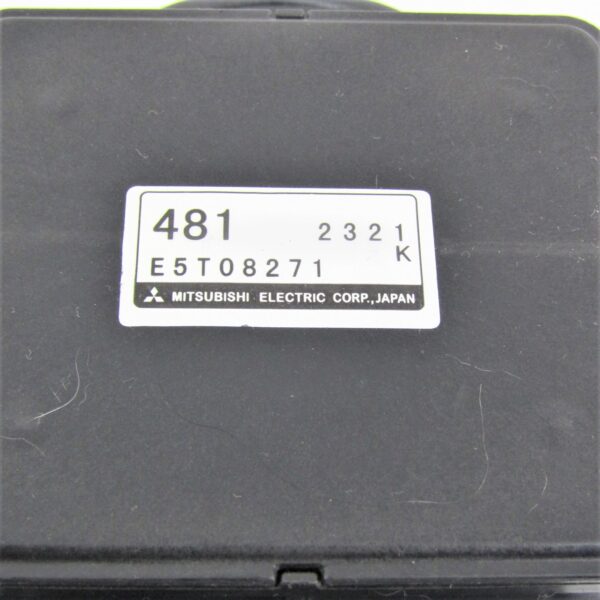 481 2321
K
E5T08271
MITSUBISHI ELECTRIC CORP.,JAPAN